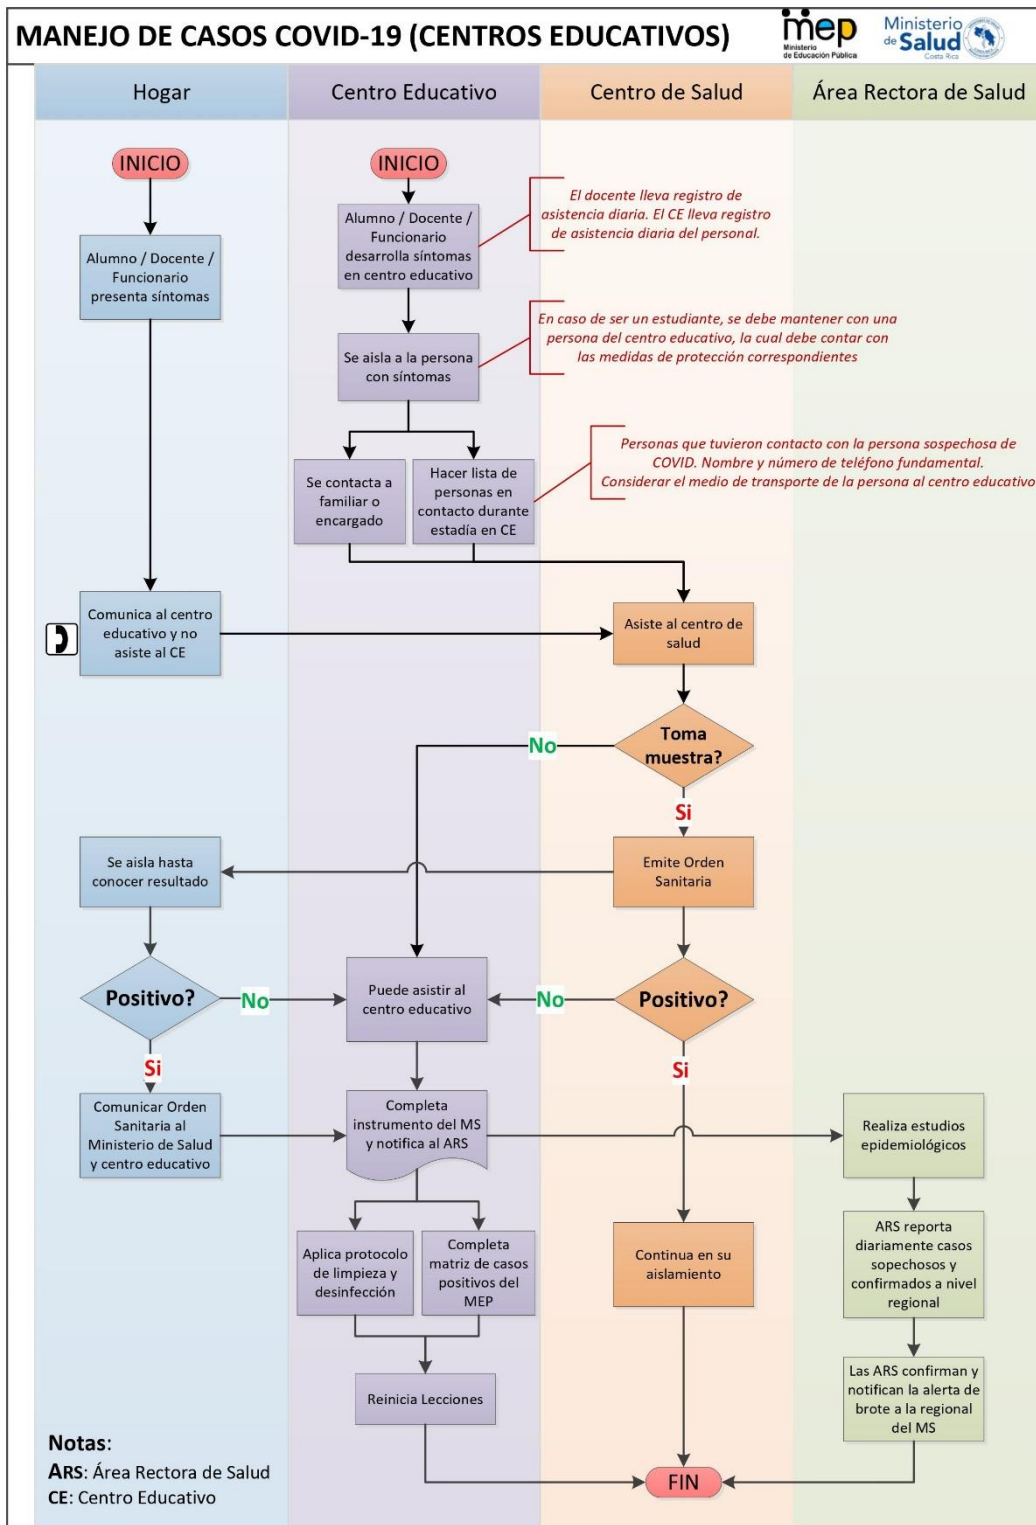 MANEJO DE CASOS COVID-19 (CENTROS EDUCATIVOS)
mep
Ministerio
de Educación Pública
Ministerio
de Salud
Costa Rica
Hogar
Centro Educativo
Centro de Salud
Área Rectora de Salud
INICIO
INICIO
El docente lleva registro de
asistencia diaria. El CE lleva registro
de asistencia diaria del personal.
Alumno / Docente /
Funcionario
desarrolla síntomas
en centro educativo
Alumno / Docente /
Funcionario
presenta síntomas
En caso de ser un estudiante, se debe mantener con una
persona del centro educativo, la cual debe contar con
las medidas de protección correspondientes
Se aisla a la persona
con síntomas
Personas que tuvieron contacto con la persona sospechosa de
COVID. Nombre y número de teléfono fundamental.
Considerar el medio de transporte de la persona al centro educativo
Se contacta a
familiar o
encargado
Hacer lista de
personas en
contacto durante
estadía en CE
Comunica al centro
educativo y no
asiste al CE
Asiste al centro de
salud
Toma
muestra?
No
Si
Se aisla hasta
conocer resultado
Emite Orden
Sanitaria
Positivo?
No
Puede asistir al
centro educativo
No
Positivo?
Si
Si
Comunicar Orden
Sanitaria al
Ministerio de Salud
y centro educativo
Completa
instrumento del MS
y notifica al ARS
Realiza estudios
epidemiológicos
Aplica protocolo
de limpieza y
desinfección
Completa
matriz de casos
positivos del
MEP
Continua en su
aislamiento
ARS reporta
diariamente casos
sopechosos y
confirmados a nivel
regional
Reinicia Lecciones
Las ARS confirman y
notifican la alerta de
brote a la regional
del MS
Notas:
ARS: Área Rectora de Salud
CE: Centro Educativo
FIN